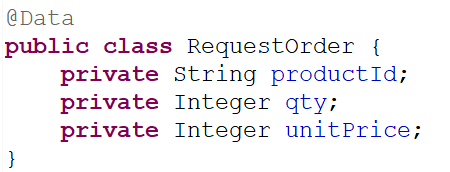 @Data
public class RequestOrder {
    private String productId;
    private Integer qty;
    private Integer unitPrice;
}